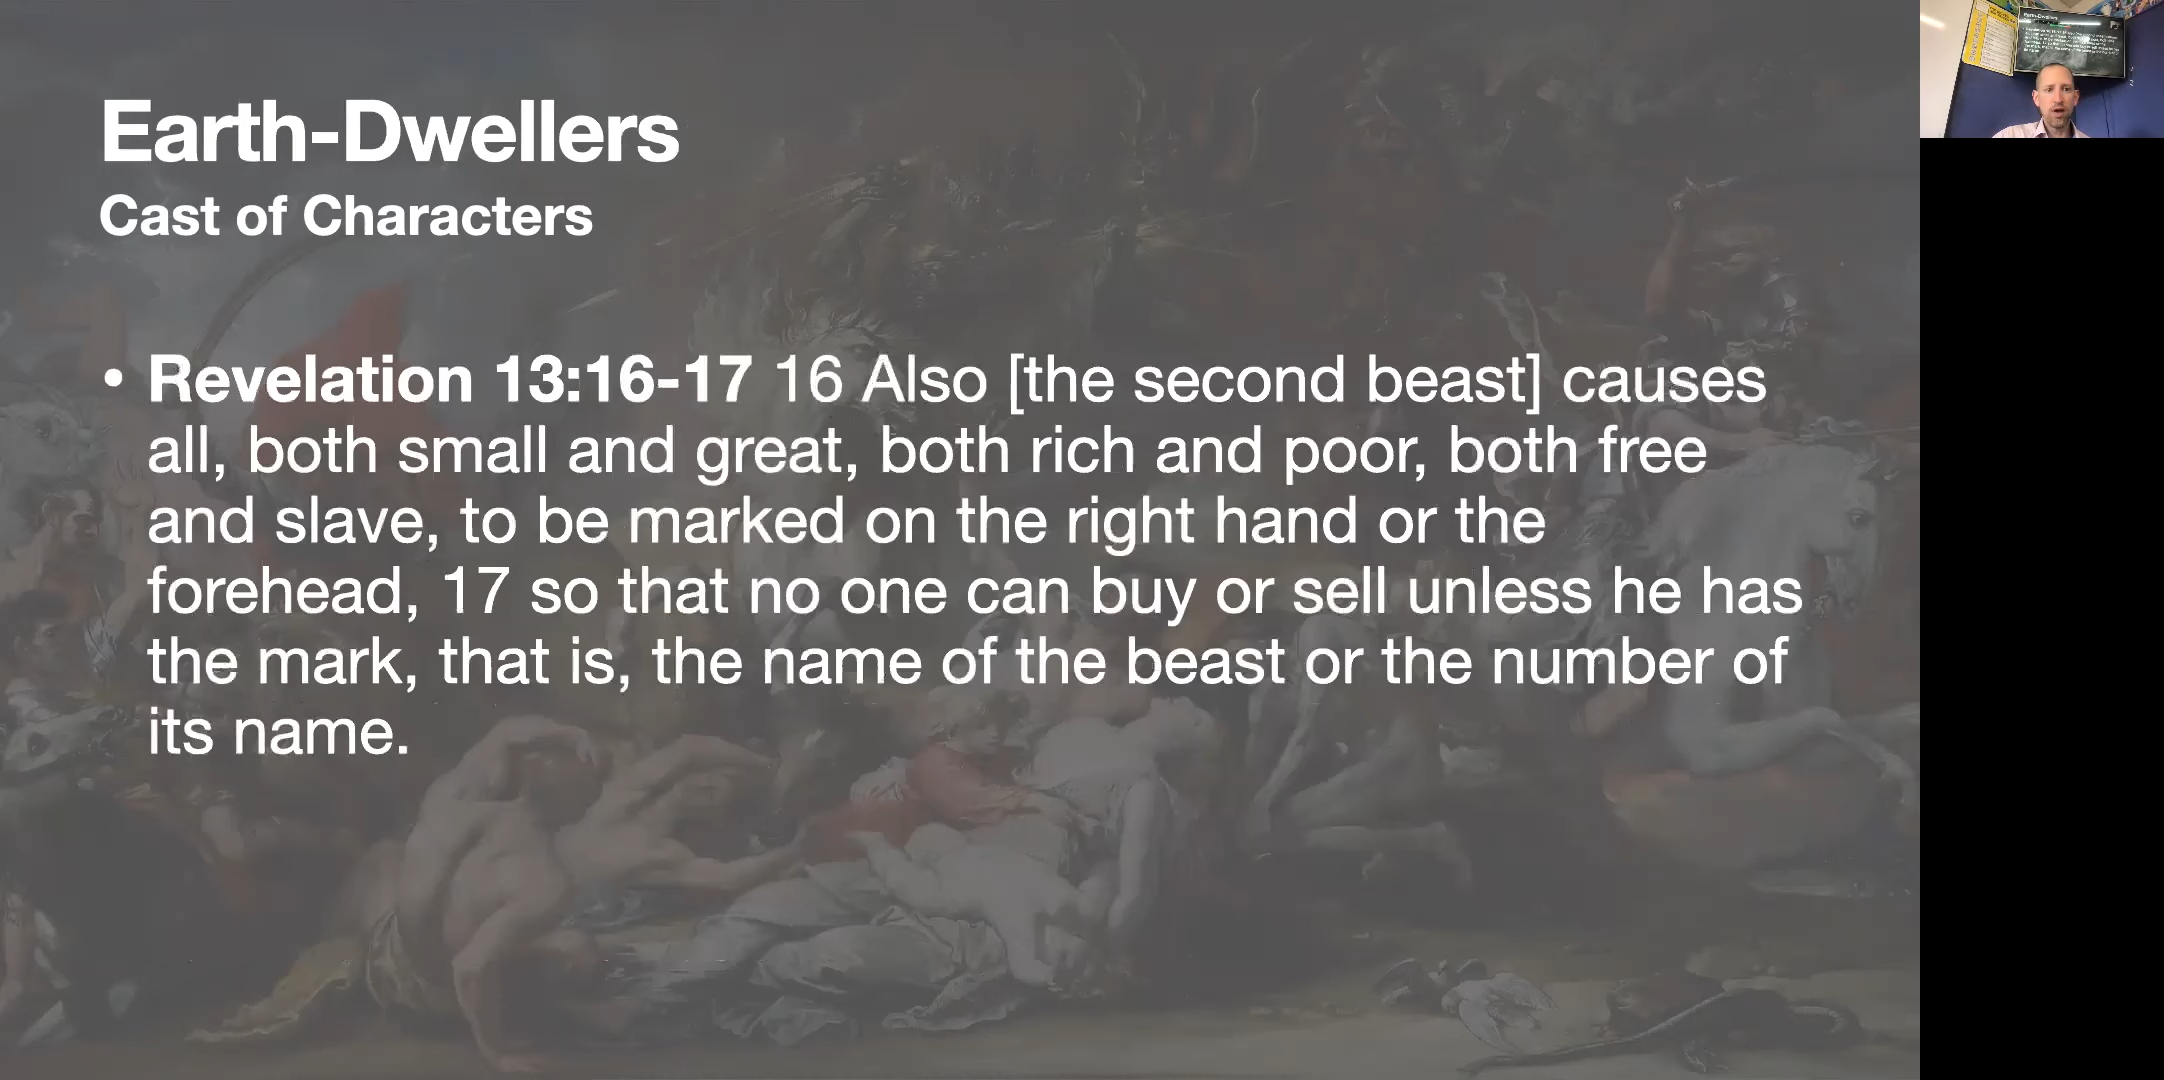 Earth-Dwellers
Cast of Characters
• Revelation 13:16-17 16 Also [the second beast] causes
all, both small and great, both rich and poor, both free
and slave, to be marked on the right hand or the
forehead, 17 so that no one can buy or sell unless he has
the mark, that is, the name of the beast or the number of
its name.
Earth-Dwellers